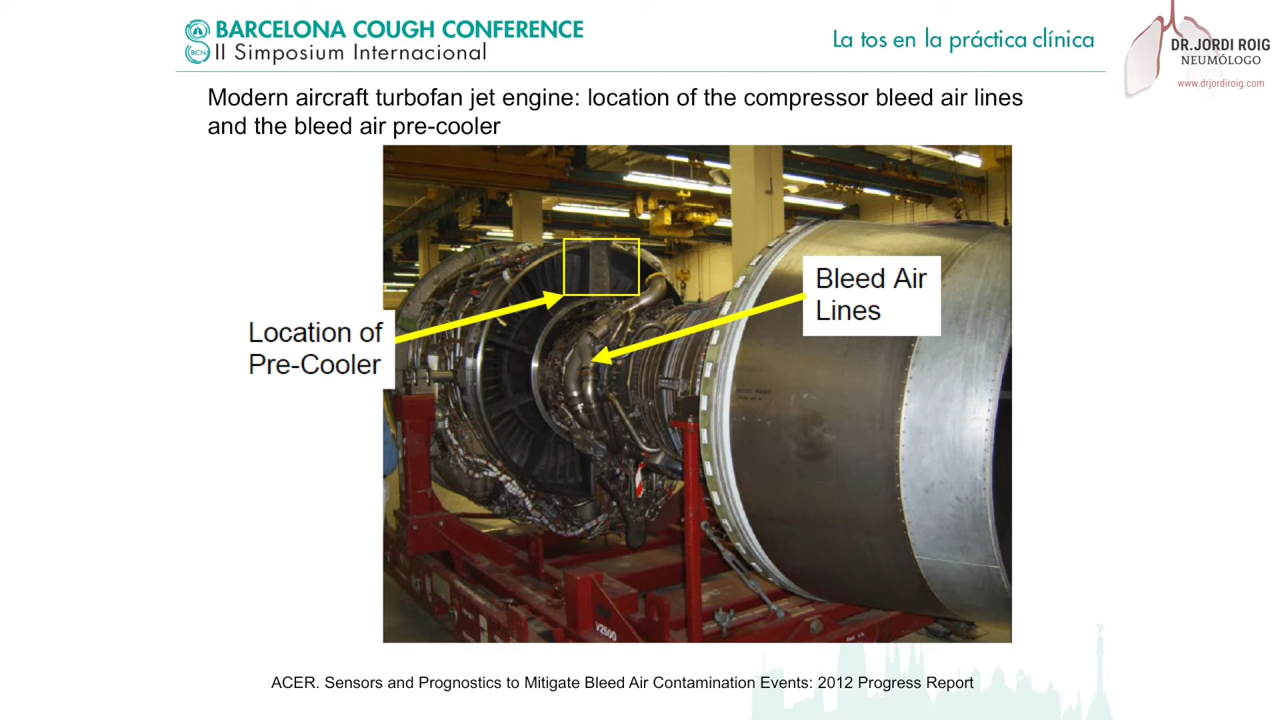 BARCELONA COUGH CONFERENCE
BCN
II Simposium Internacional
La tos en la práctica clínica
DR.JORDI ROIG
NEUMÓLOGO
www.drjordiroig.com
Modern aircraft turbofan jet engine: location of the compressor bleed air lines
and the bleed air pre-cooler
Bleed Air
Lines
Location of
Pre-Cooler
V2500
ACER. Sensors and Prognostics to Mitigate Bleed Air Contamination Events: 2012 Progress Report